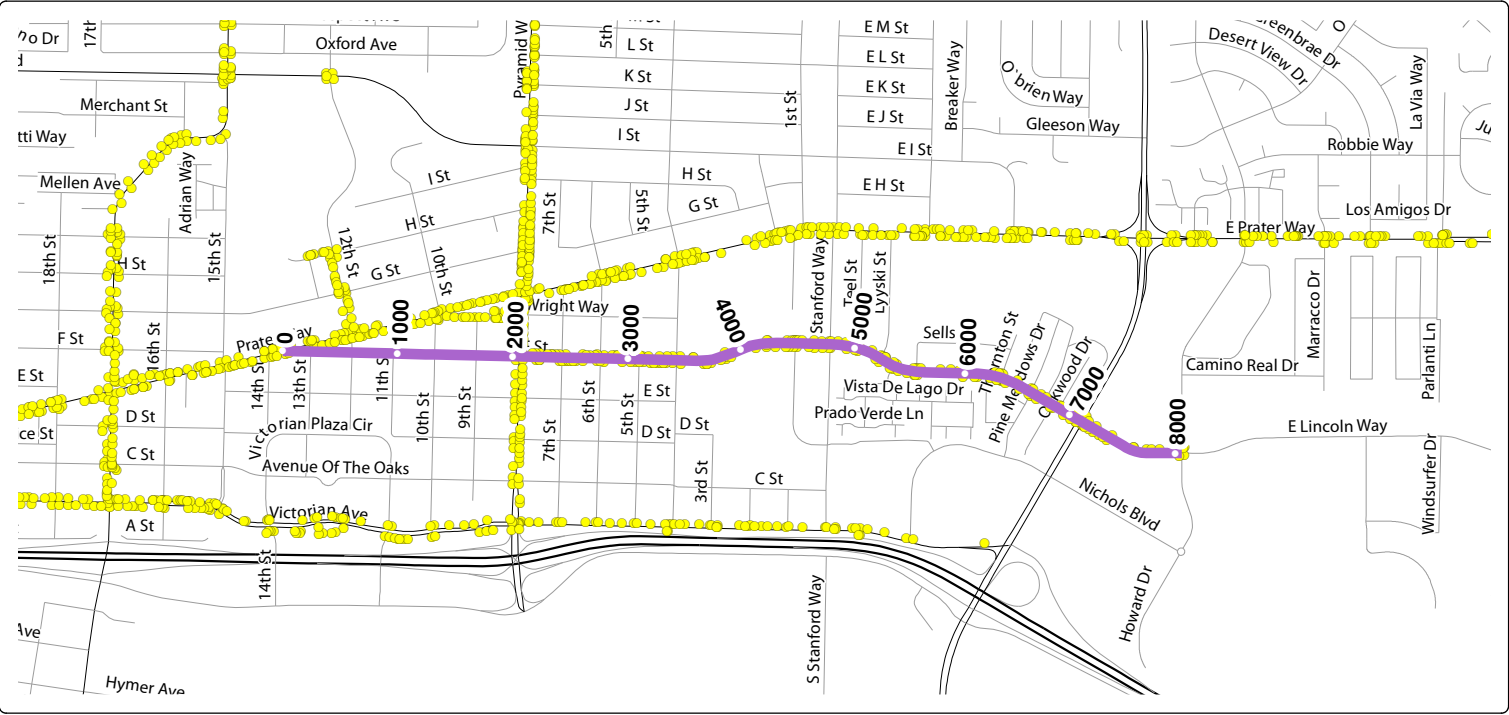 17th
Oxford Ave
Pyramid W
5th
L St
E M St
Breaker Way
O'brien Way
Desert View Dr
La Via Way
E L St
K St
E K St
Merchant St
J St
1st St
E J St
Gleeson Way
tti Way
I St
E I St
Robbie Way
Mellen Ave
Adrian Way
I St
H St
E H St
7th St
5th St
G St
Los Amigos Dr
H St
E Prater Way
18th St
H St
15th St
12th St
G St
10th St
Stanford Way
Lyyski St
Marracco Dr
Wright Way
F St
16th St
0
1000
2000
3000
4000
5000
6000
7000
8000
Sells
14th St
13th St
11th S
Parlanti Ln
E St
10th St
9th St
6th St
5th St
E St
Vista De Lago Dr
Camino Real Dr
D St
Victorian Plaza Cir
7th St
D St
D St
Prado Verde Ln
E Lincoln Way
ce St
C St
Avenue Of The Oaks
3rd St
C St
Windsurfer Dr
Nichols Blvd
A St
Victorian Ave
14th St
S Stanford Way
Howard Dr
Ave
Hymer Ave